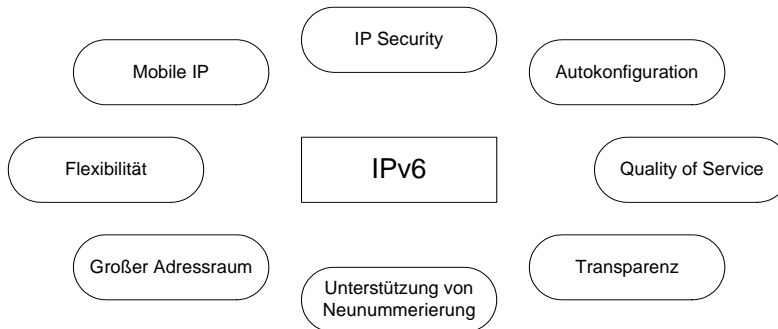 IP Security
Mobile IP
Autokonfiguration
Flexibilität
IPv6
Quality of Service
Großer Adressraum
Transparenz
Unterstützung von
Neunummerierung